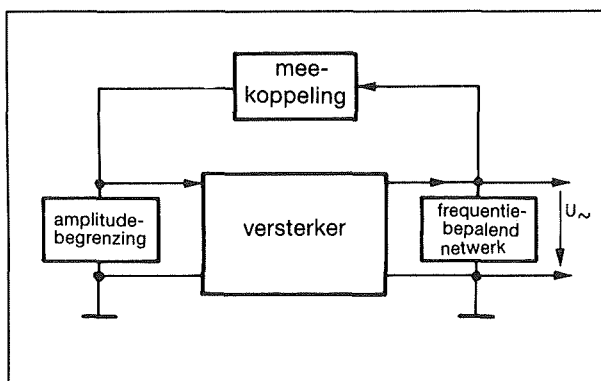 mee-
koppeling
amplitude-
begrenzing
versterker
frequentie-
bepalend
netwerk
U~